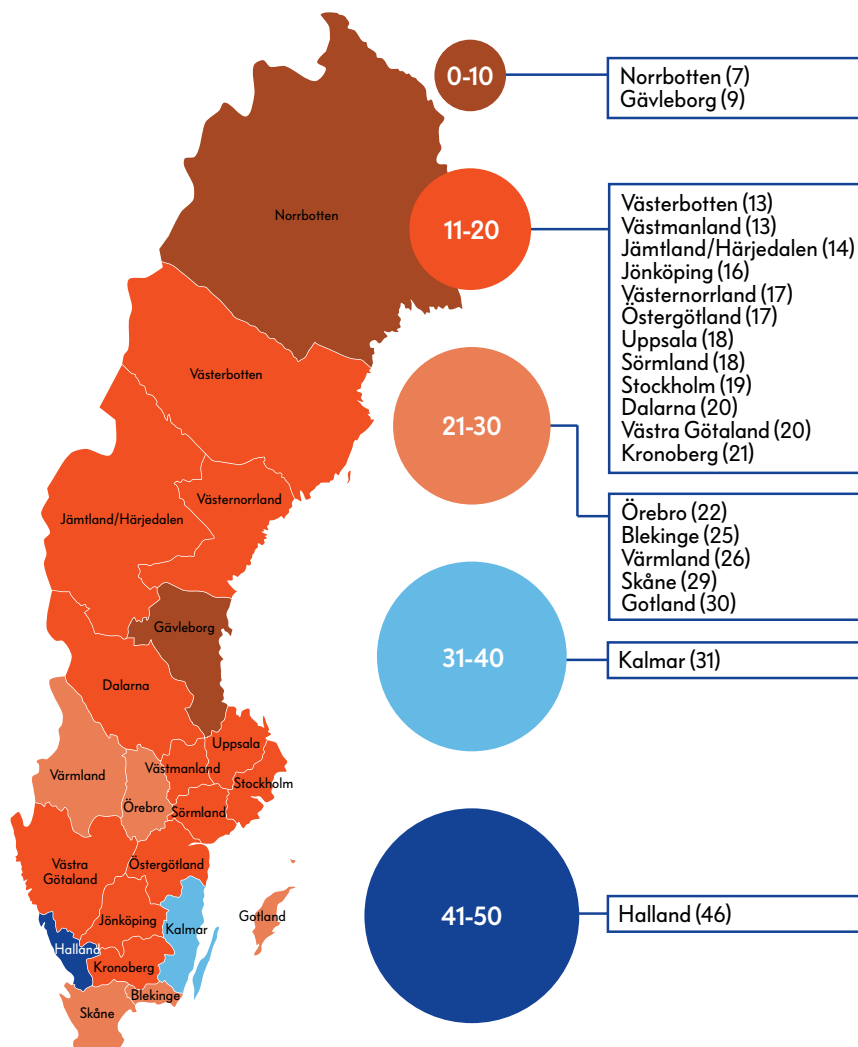 0-10
Norrbotten (7)
Gävleborg (9)
Norrbotten
11-20
Västerbotten (13)
Västmanland (13)
Jämtland/Härjedalen (14)
Jönköping (16)
Västernorrland (17)
Östergötland (17)
Uppsala (18)
Sörmland (18)
Stockholm (19)
Dalarna (20)
Västra Götaland (20)
Kronoberg (21)
Västerbotten
21-30
Örebro (22)
Blekinge (25)
Värmland (26)
Skåne (29)
Gotland (30)
Västernorrland
Jämtland/Härjedalen
Gävleborg
31-40
Kalmar (31)
Dalarna
Uppsala
Västmanland
Värmland
Stockholm
Örebro
Sörmland
Västra
Götaland
Östergötland
41-50
Halland (46)
Jönköping
Gotland
Kalmar
Halland
Kronoberg
Blekinge
Skåne